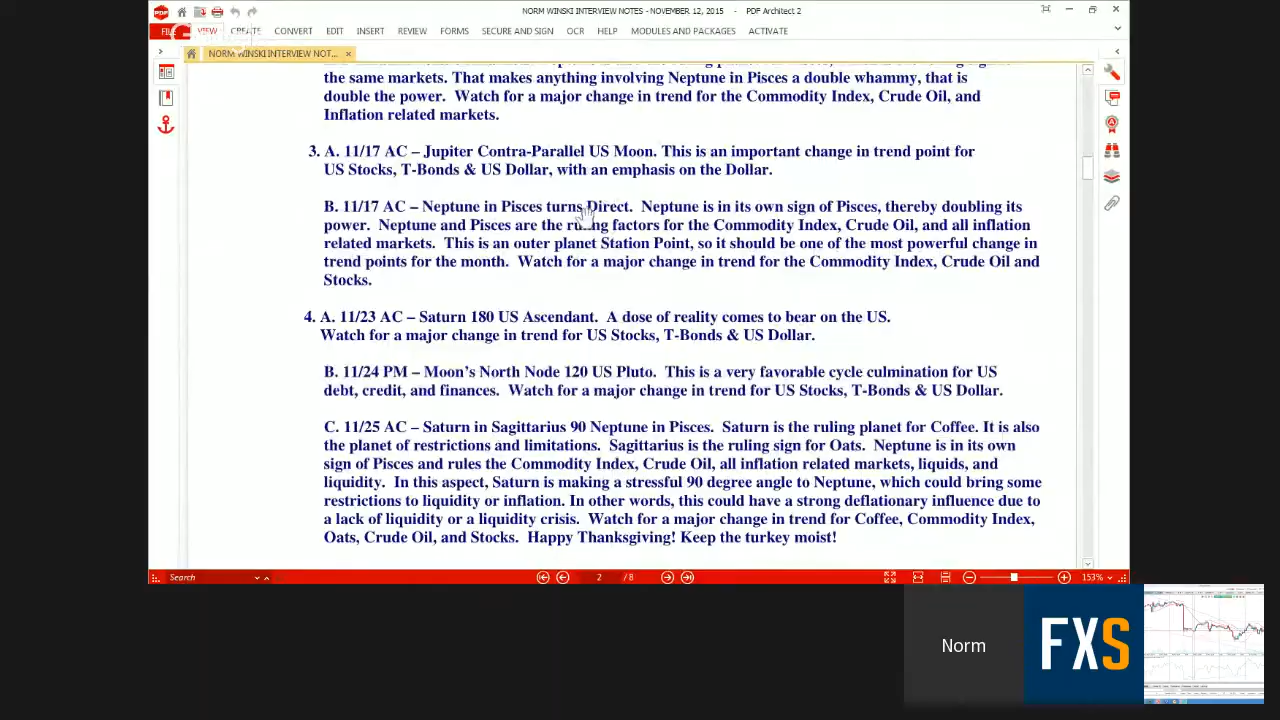 NORM WINSKI INTERVIEW NOTES - NOVEMBER 12, 2015 - PDF Architect 2
FILE VIEW CREATE CONVERT EDIT INSERT REVIEW FORMS SECURE AND SIGN OCR HELP MODULES AND PACKAGES ACTIVATE
NORM WINSKI INTERVIEW NOT... ×
the same markets. That makes anything involving Neptune in Pisces a double whammy, that is
double the power. Watch for a major change in trend for the Commodity Index, Crude Oil, and
Inflation related markets.
3. A. 11/17 AC – Jupiter Contra-Parallel US Moon. This is an important change in trend point for
US Stocks, T-Bonds & US Dollar, with an emphasis on the Dollar.
B. 11/17 AC – Neptune in Pisces turns Direct. Neptune is in its own sign of Pisces, thereby doubling its
power. Neptune and Pisces are the ruling factors for the Commodity Index, Crude Oil, and all inflation
related markets. This is an outer planet Station Point, so it should be one of the most powerful change in
trend points for the month. Watch for a major change in trend for the Commodity Index, Crude Oil and
Stocks.
4. A. 11/23 AC – Saturn 180 US Ascendant. A dose of reality comes to bear on the US.
Watch for a major change in trend for US Stocks, T-Bonds & US Dollar.
B. 11/24 PM – Moon's North Node 120 US Pluto. This is a very favorable cycle culmination for US
debt, credit, and finances. Watch for a major change in trend for US Stocks, T-Bonds & US Dollar.
C. 11/25 AC – Saturn in Sagittarius 90 Neptune in Pisces. Saturn is the ruling planet for Coffee. It is also
the planet of restrictions and limitations. Sagittarius is the ruling sign for Oats. Neptune is in its own
sign of Pisces and rules the Commodity Index, Crude Oil, all inflation related markets, liquids, and
liquidity. In this aspect, Saturn is making a stressful 90 degree angle to Neptune, which could bring some
restrictions to liquidity or inflation. In other words, this could have a strong deflationary influence due to
a lack of liquidity or a liquidity crisis. Watch for a major change in trend for Coffee, Commodity Index,
Oats, Crude Oil, and Stocks. Happy Thanksgiving! Keep the turkey moist!
Search 2 / 8 153%
Norm
FXS